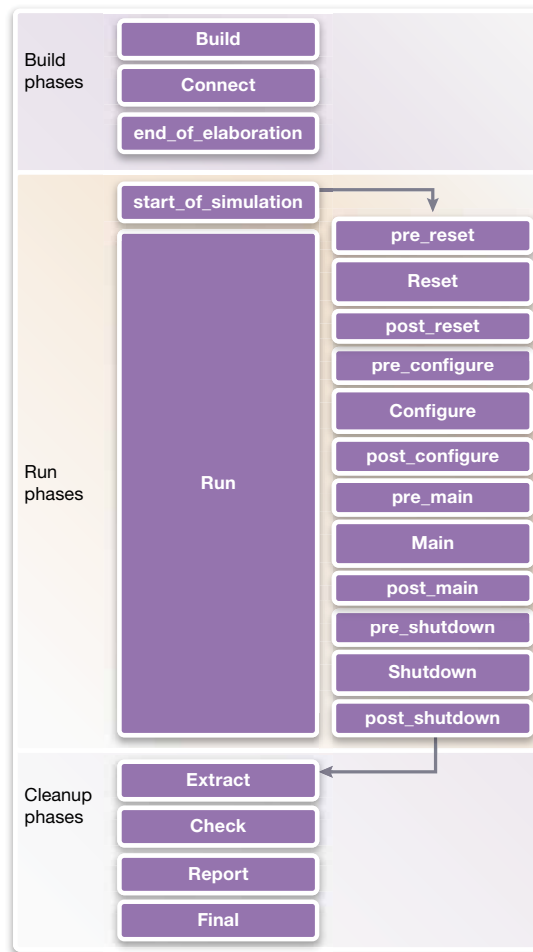 Build
phases
Build
Connect
end_of_elaboration
start_of_simulation
pre_reset
Reset
post_reset
pre_configure
Configure
post_configure
pre_main
Main
post_main
pre_shutdown
Shutdown
post_shutdown
Run
phases
Run
Cleanup
phases
Extract
Check
Report
Final